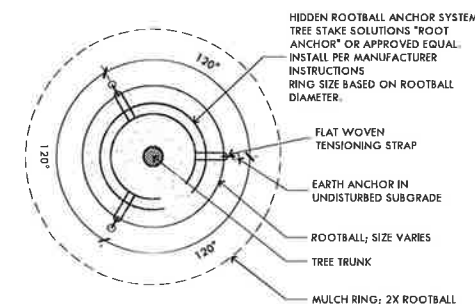 HIDDEN ROOTBALL ANCHOR SYSTEM
TREE STAKE SOLUTIONS "ROOT
ANCHOR" OR APPROVED EQUAL.
INSTALL PER MANUFACTURER
INSTRUCTIONS
RING SIZE BASED ON ROOTBALL
DIAMETER.
120°
FLAT WOVEN
TENSIONING STRAP
120°
EARTH ANCHOR IN
UNDISTURBED SUBGRADE
ROOTBALL; SIZE VARIES
120°
TREE TRUNK
MULCH RING: 2X ROOTBALL